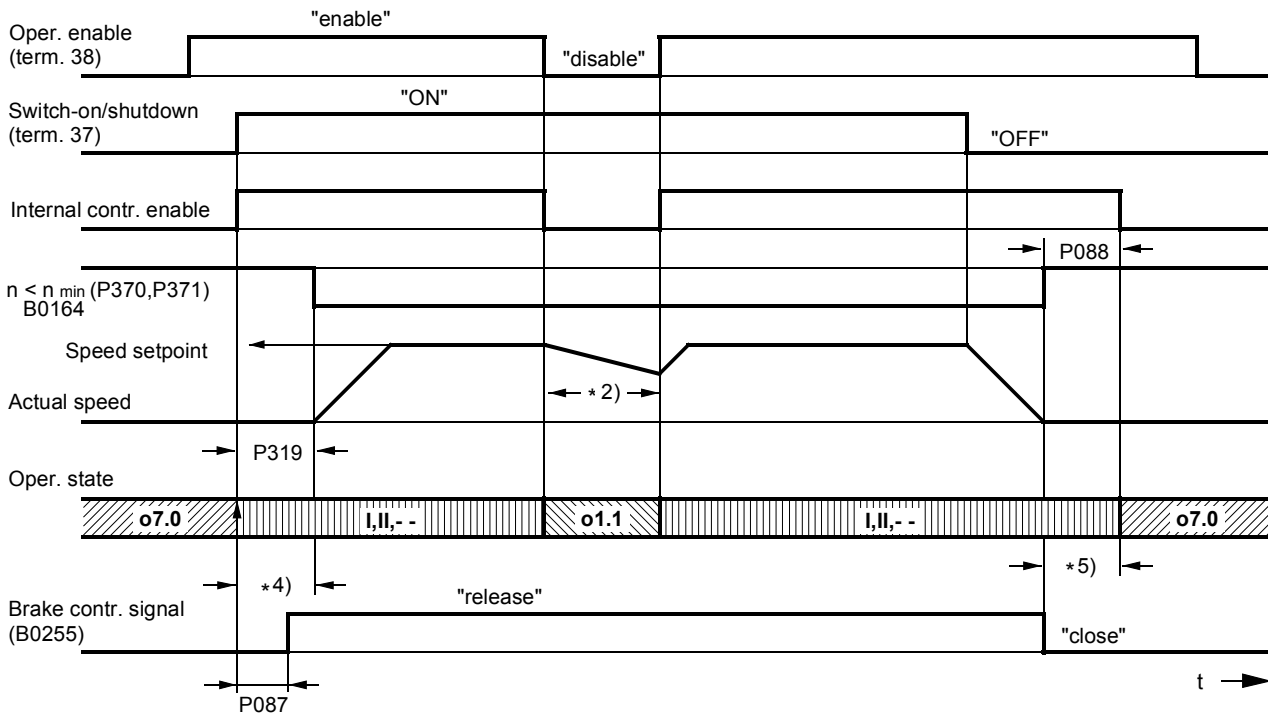 "enable"
Oper. enable
(term. 38)
"disable"
"ON"
Switch-on/shutdown
(term. 37)
"OFF"
Internal contr. enable
P088
n < n min (P370,P371)
B0164
Speed setpoint
* 2)
Actual speed
P319
Oper. state
o7.0 I,II,- - o1.1 I,II,- - o7.0
* 4)
* 5)
"release"
Brake contr. signal
(B0255)
"close"
t
P087